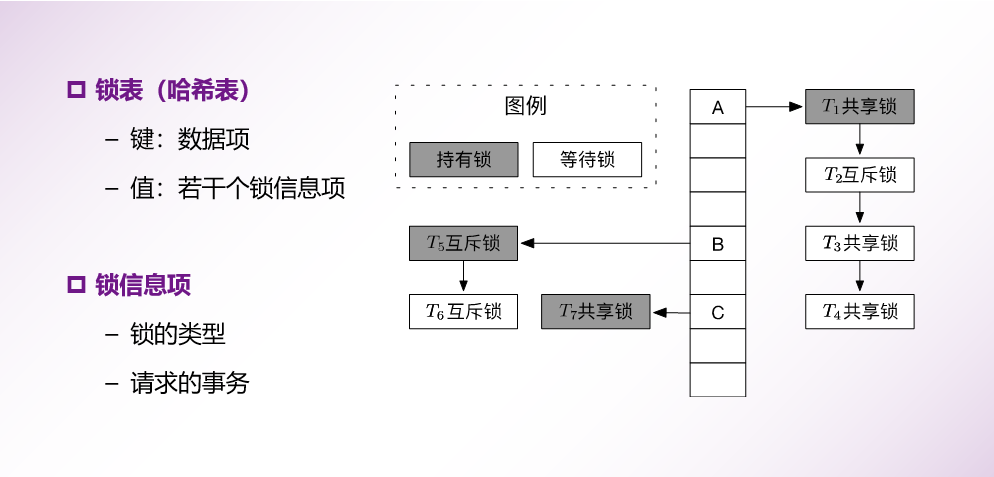 锁表（哈希表）
– 键：数据项
– 值：若干个锁信息项
锁信息项
– 锁的类型
– 请求的事务
图例
持有锁
等待锁
A
T1共享锁
T2互斥锁
T3共享锁
T4共享锁
B
T5互斥锁
T6互斥锁
C
T7共享锁